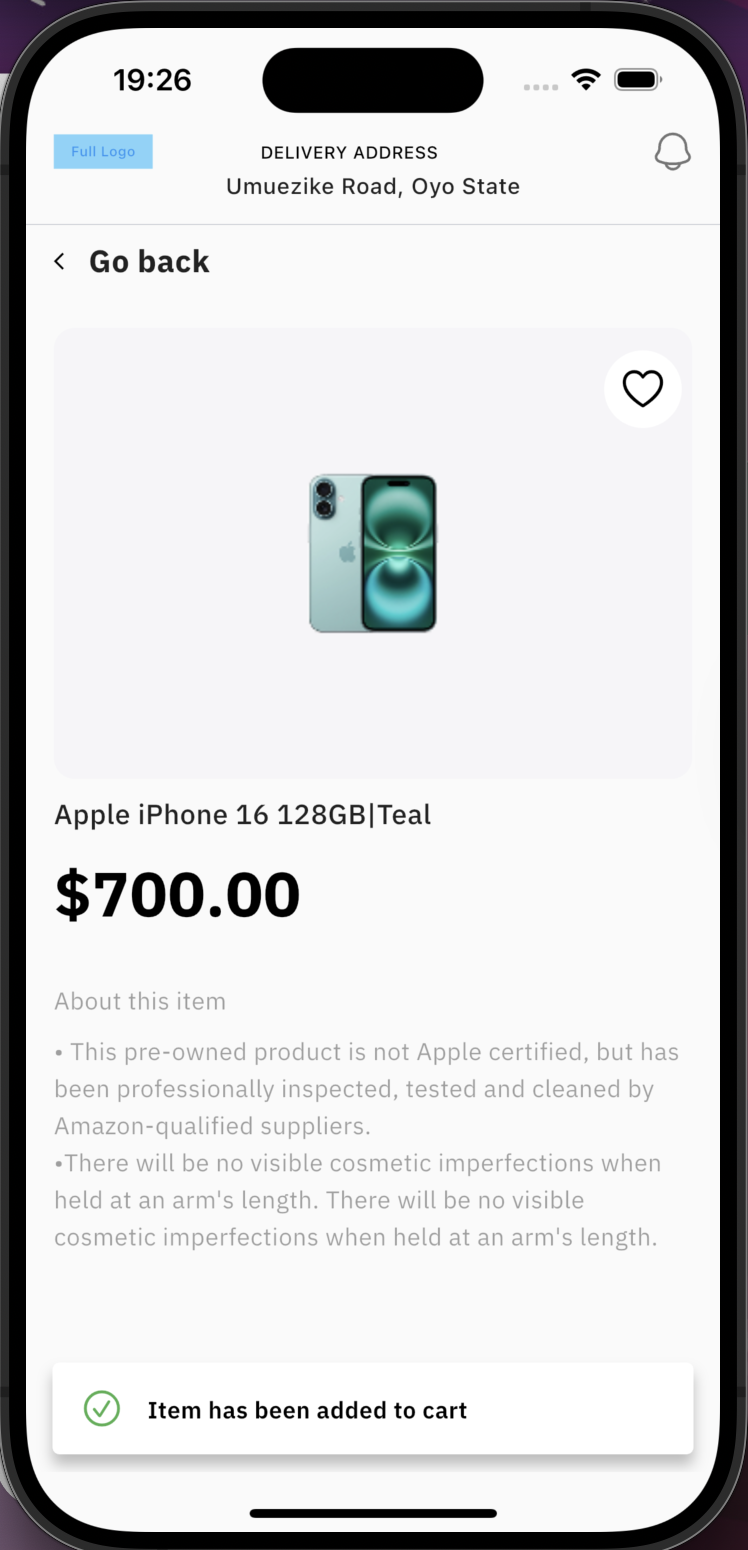 19:26
Full Logo
DELIVERY ADDRESS
Umuezike Road, Oyo State
Go back
Apple iPhone 16 128GB|Teal
$700.00
About this item
• This pre-owned product is not Apple certified, but has
been professionally inspected, tested and cleaned by
Amazon-qualified suppliers.
•There will be no visible cosmetic imperfections when
held at an arm's length. There will be no visible
cosmetic imperfections when held at an arm's length.
Item has been added to cart